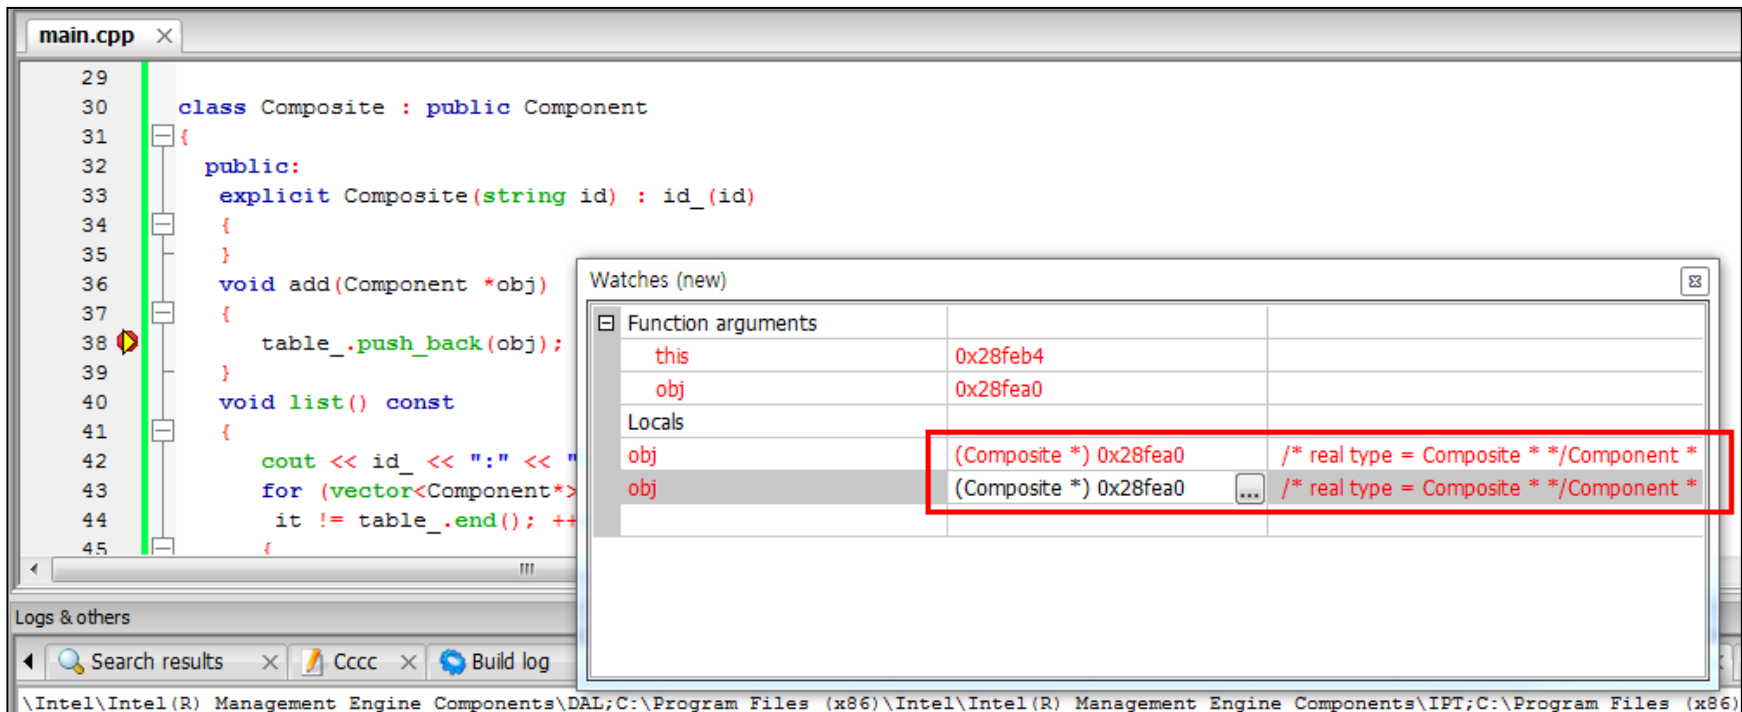 main.cpp
29
30 class Composite : public Component
31 {
32 public:
33 explicit Composite(string id) : id_(id)
34 {
35 }
36 void add(Component *obj)
37 {
38 table_.push_back(obj);
39 }
40 void list() const
41 {
42 cout << id_ << ":" << "
43 for (vector<Component*>
44 it != table_.end(); ++
45 {
Watches (new)
Function arguments
this 0x28feb4
obj 0x28fea0
Locals
obj (Composite *) 0x28fea0 /* real type = Composite * */Component *
obj (Composite *) 0x28fea0 ... /* real type = Composite * */Component *
Logs & others
Search results Cccc Build log
\Intel\Intel(R) Management Engine Components\DAL;C:\Program Files (x86)\Intel\Intel(R) Management Engine Components\IPT;C:\Program Files (x86)